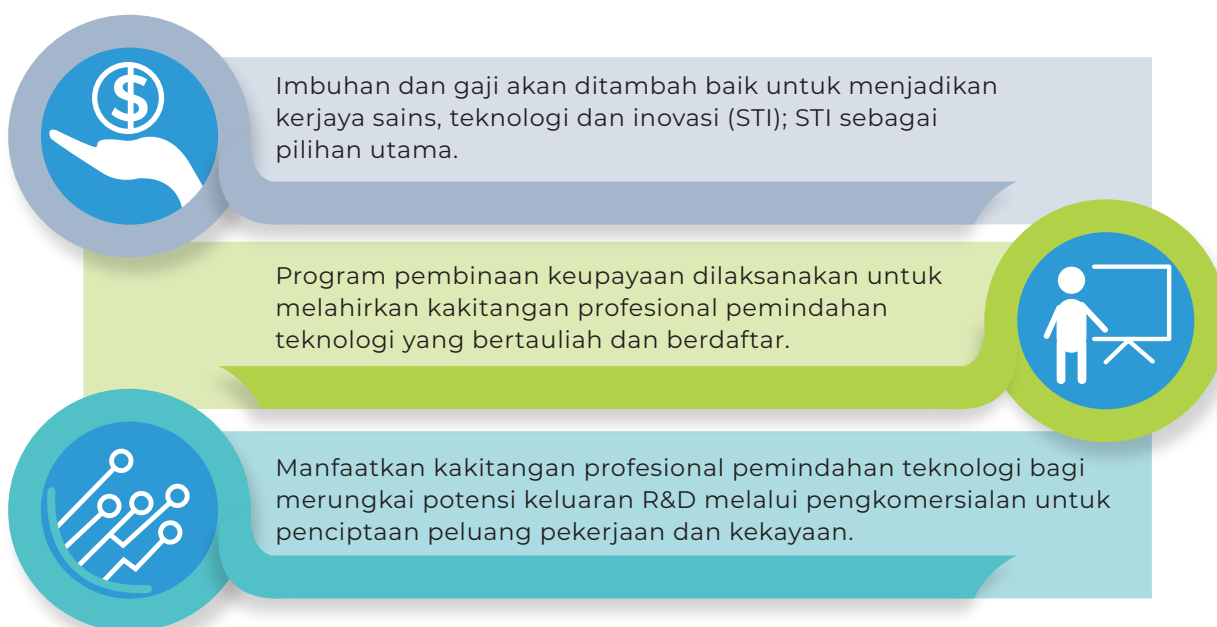 $
Imbuhan dan gaji akan ditambah baik untuk menjadikan
kerjaya sains, teknologi dan inovasi (STI); STI sebagai
pilihan utama.
Program pembinaan keupayaan dilaksanakan untuk
melahirkan kakitangan profesional pemindahan
teknologi yang bertauliah dan berdaftar.
Manfaatkan kakitangan profesional pemindahan teknologi bagi
merungkai potensi keluaran R&D melalui pengkomersialan untuk
penciptaan peluang pekerjaan dan kekayaan.